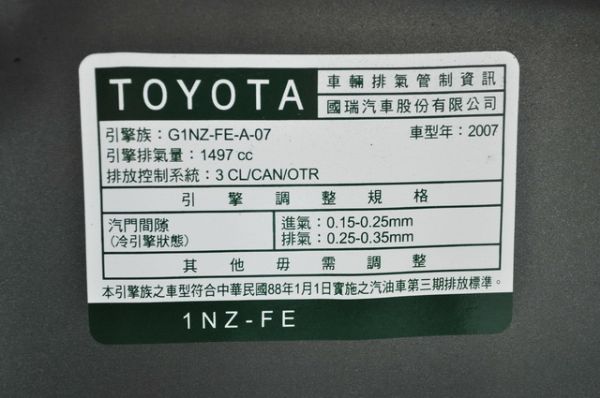 TOYOTA
車輛排氣管制資訊
國瑞汽車股份有限公司
引擎族：G1NZ-FE-A-07 車型年：2007
引擎排氣量：1497 cc
排放控制系統：3 CL/CAN/OTR
引擎調整規格
汽門間隙
(冷引擎狀態)
進氣：0.15-0.25mm
排氣：0.25-0.35mm
其他毋需調整
本引擎族之車型符合中華民國88年1月1日實施之汽油車第三期排放標準。
1NZ-FE